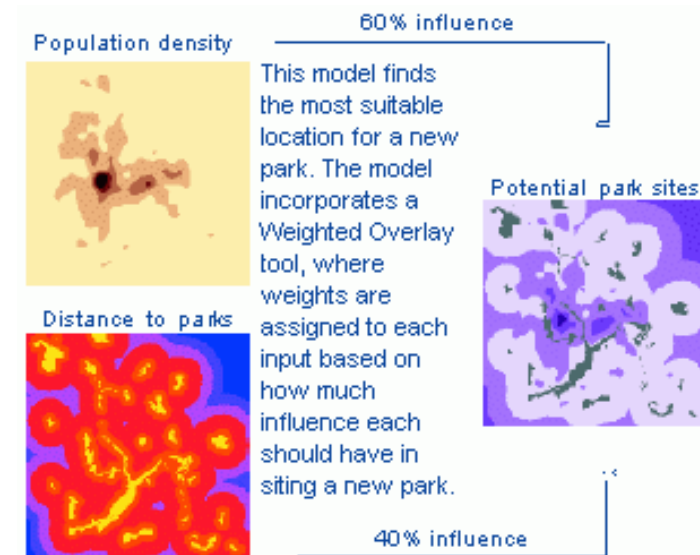 60% influence
Population density
This model finds
the most suitable
location for a new
park. The model
incorporates a
Weighted Overlay
tool, where
weights are
assigned to each
input based on
how much
influence each
should have in
siting a new park.
Potential park sites
Distance to parks
40% influence